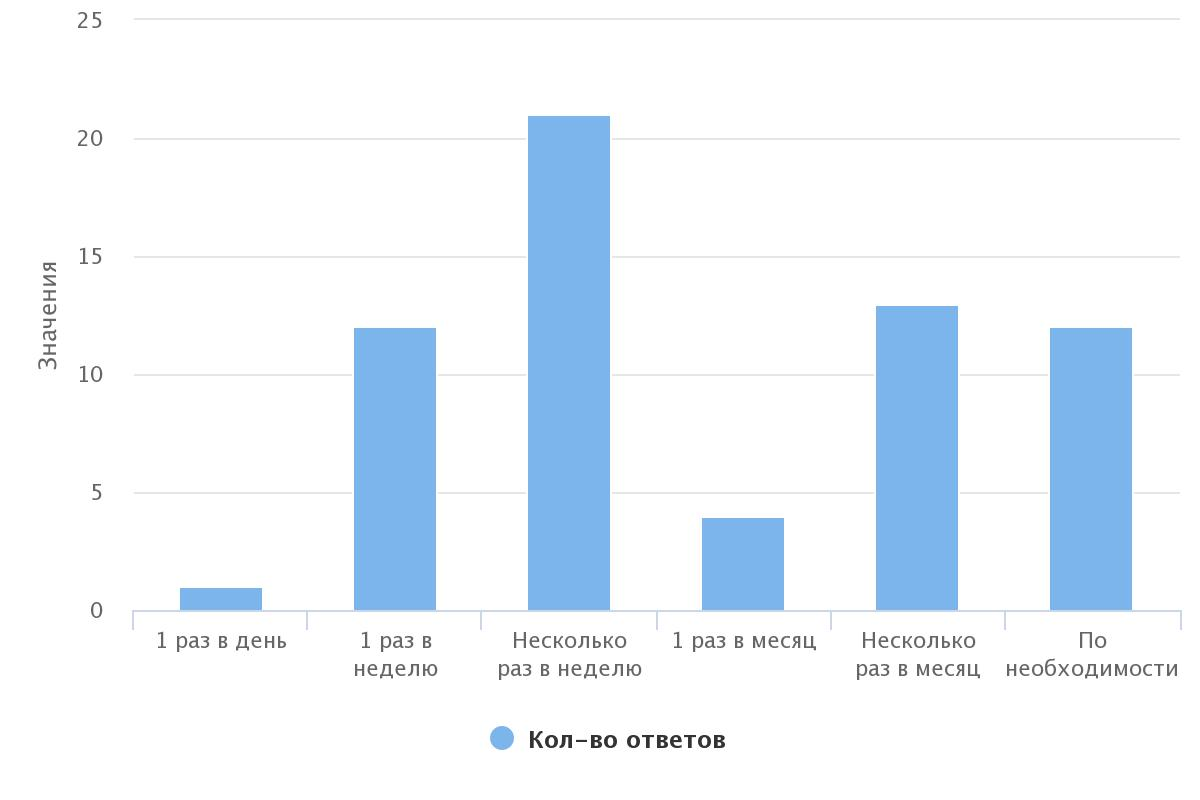 25
20
15
10
5
0
Значения
1 раз в день
1 раз в
неделю
Несколько
раз в неделю
1 раз в месяц
Несколько
раз в месяц
По
необходимости
Кол-во ответов